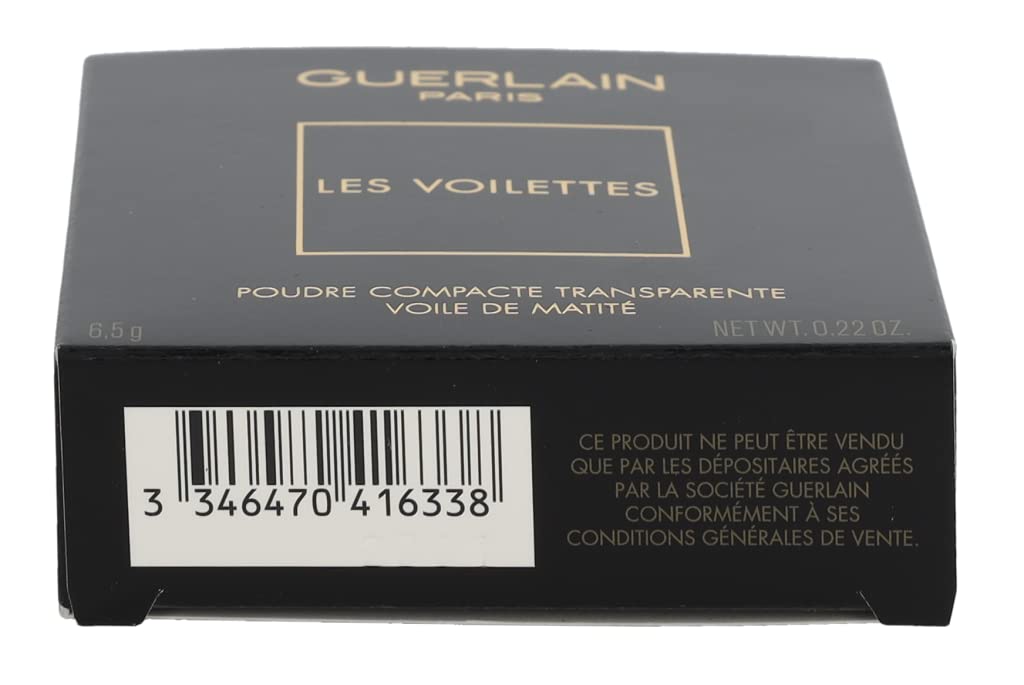 GUERLAIN
PARIS
LES VOILETTES
POUDRE COMPACTE TRANSPARENTE
VOILE DE MATITÉ
6,5 g
NET WT. 0.22 OZ.
3 346470 416338
CE PRODUIT NE PEUT ÊTRE VENDU
QUE PAR LES DÉPOSITAIRES AGRÉÉS
PAR LA SOCIÉTÉ GUERLAIN
CONFORMÉMENT À SES
CONDITIONS GÉNÉRALES DE VENTE.